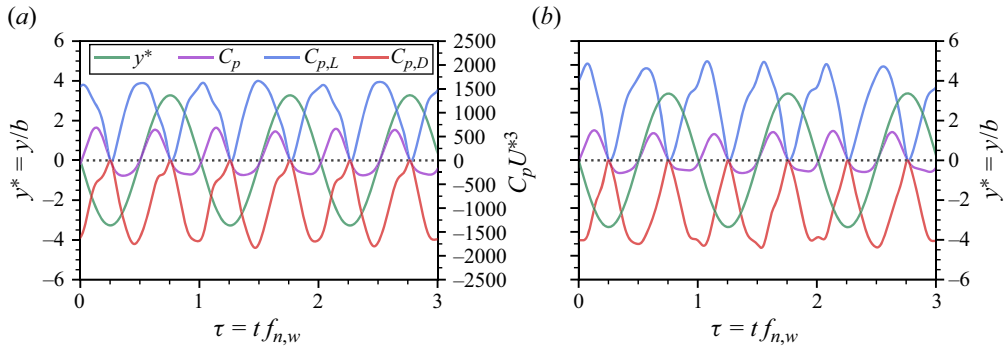 (a)
(b)
y* C_p C_{p,L} C_{p,D}
6
4
2
0
−2
−4
−6
y* = y/b
2500
2000
1500
1000
500
0
−500
−1000
−1500
−2000
−2500
C_pU*³
6
4
2
0
−2
−4
−6
y* = y/b
0 1 2 3
0 1 2 3
τ = t f_{n,w}
τ = t f_{n,w}